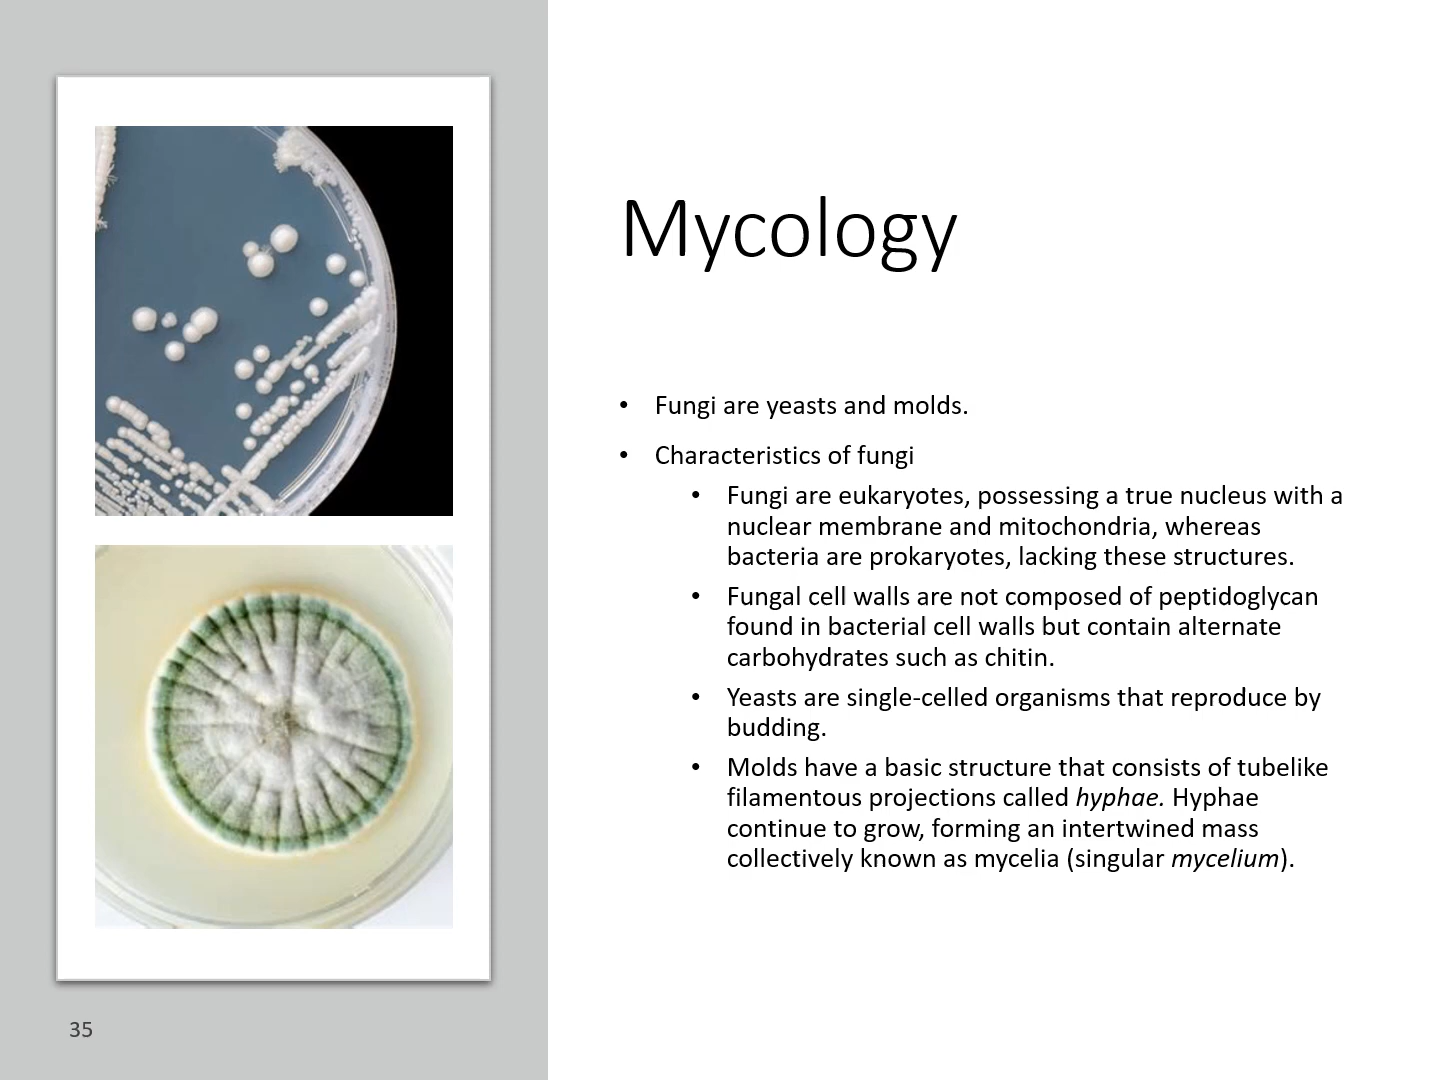 Mycology
• Fungi are yeasts and molds.
• Characteristics of fungi
• Fungi are eukaryotes, possessing a true nucleus with a
nuclear membrane and mitochondria, whereas
bacteria are prokaryotes, lacking these structures.
• Fungal cell walls are not composed of peptidoglycan
found in bacterial cell walls but contain alternate
carbohydrates such as chitin.
• Yeasts are single-celled organisms that reproduce by
budding.
• Molds have a basic structure that consists of tubelike
filamentous projections called hyphae. Hyphae
continue to grow, forming an intertwined mass
collectively known as mycelia (singular mycelium).
35